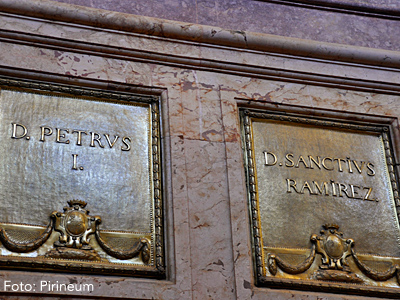 D. PETRVS
I.
D. SANCTIVS
RAMIREZ.
Foto: Pirineum